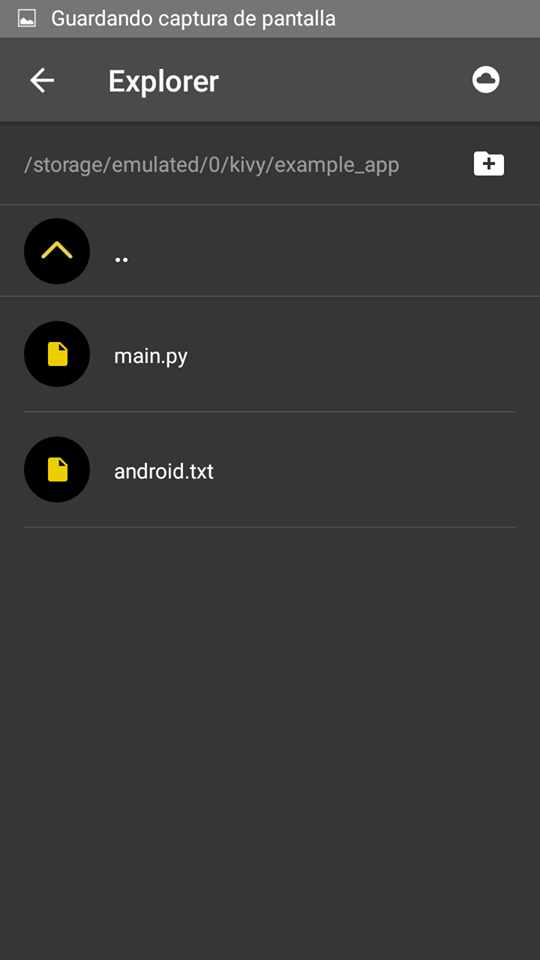 Guardando captura de pantalla
Explorer
/storage/emulated/0/kivy/example_app
..
main.py
android.txt